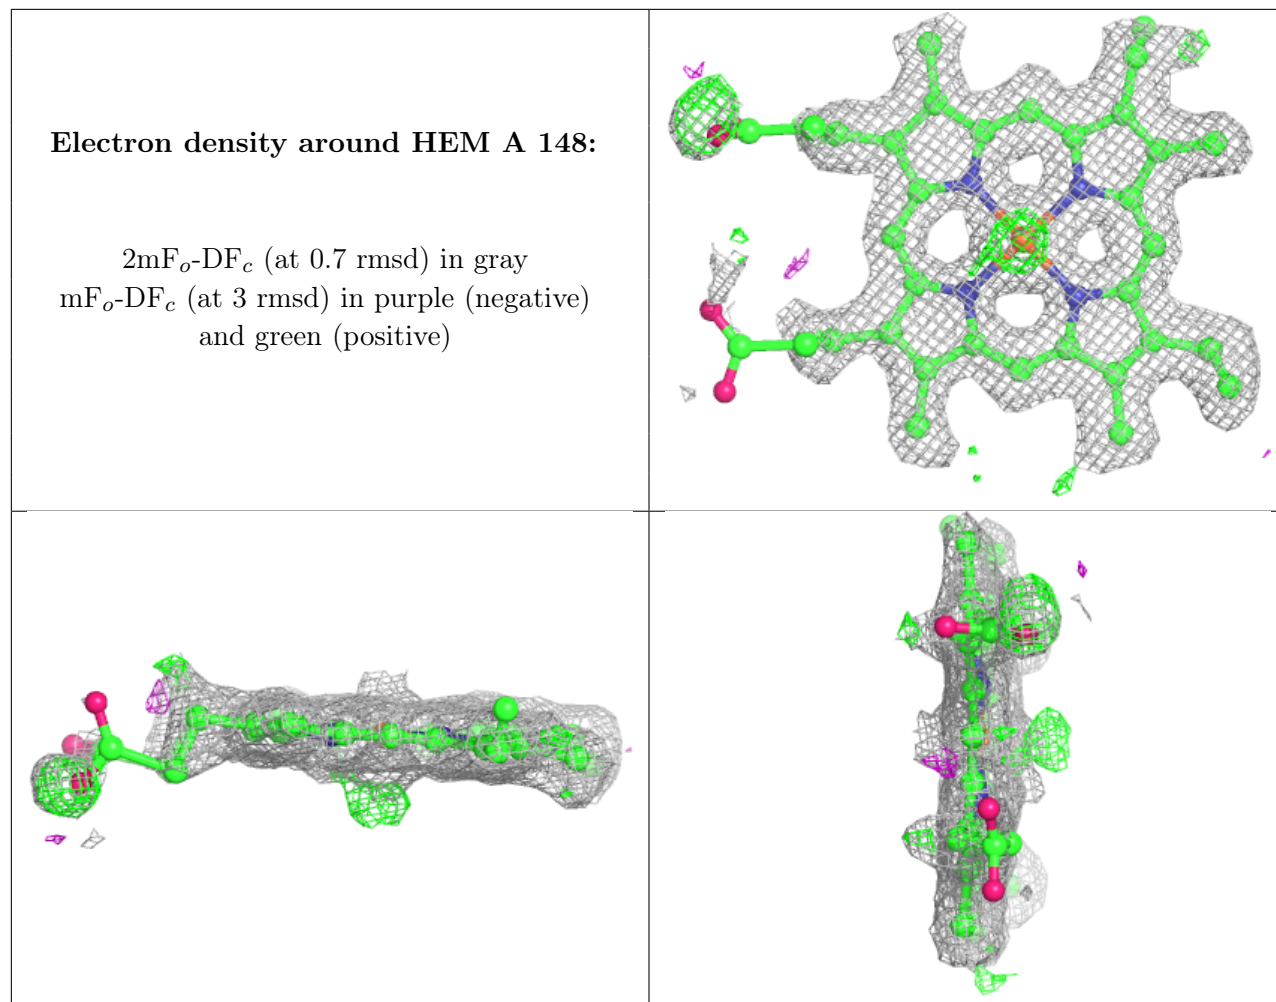 Electron density around HEM A 148:
2mFo-DFc (at 0.7 rmsd) in gray
mFo-DFc (at 3 rmsd) in purple (negative)
and green (positive)